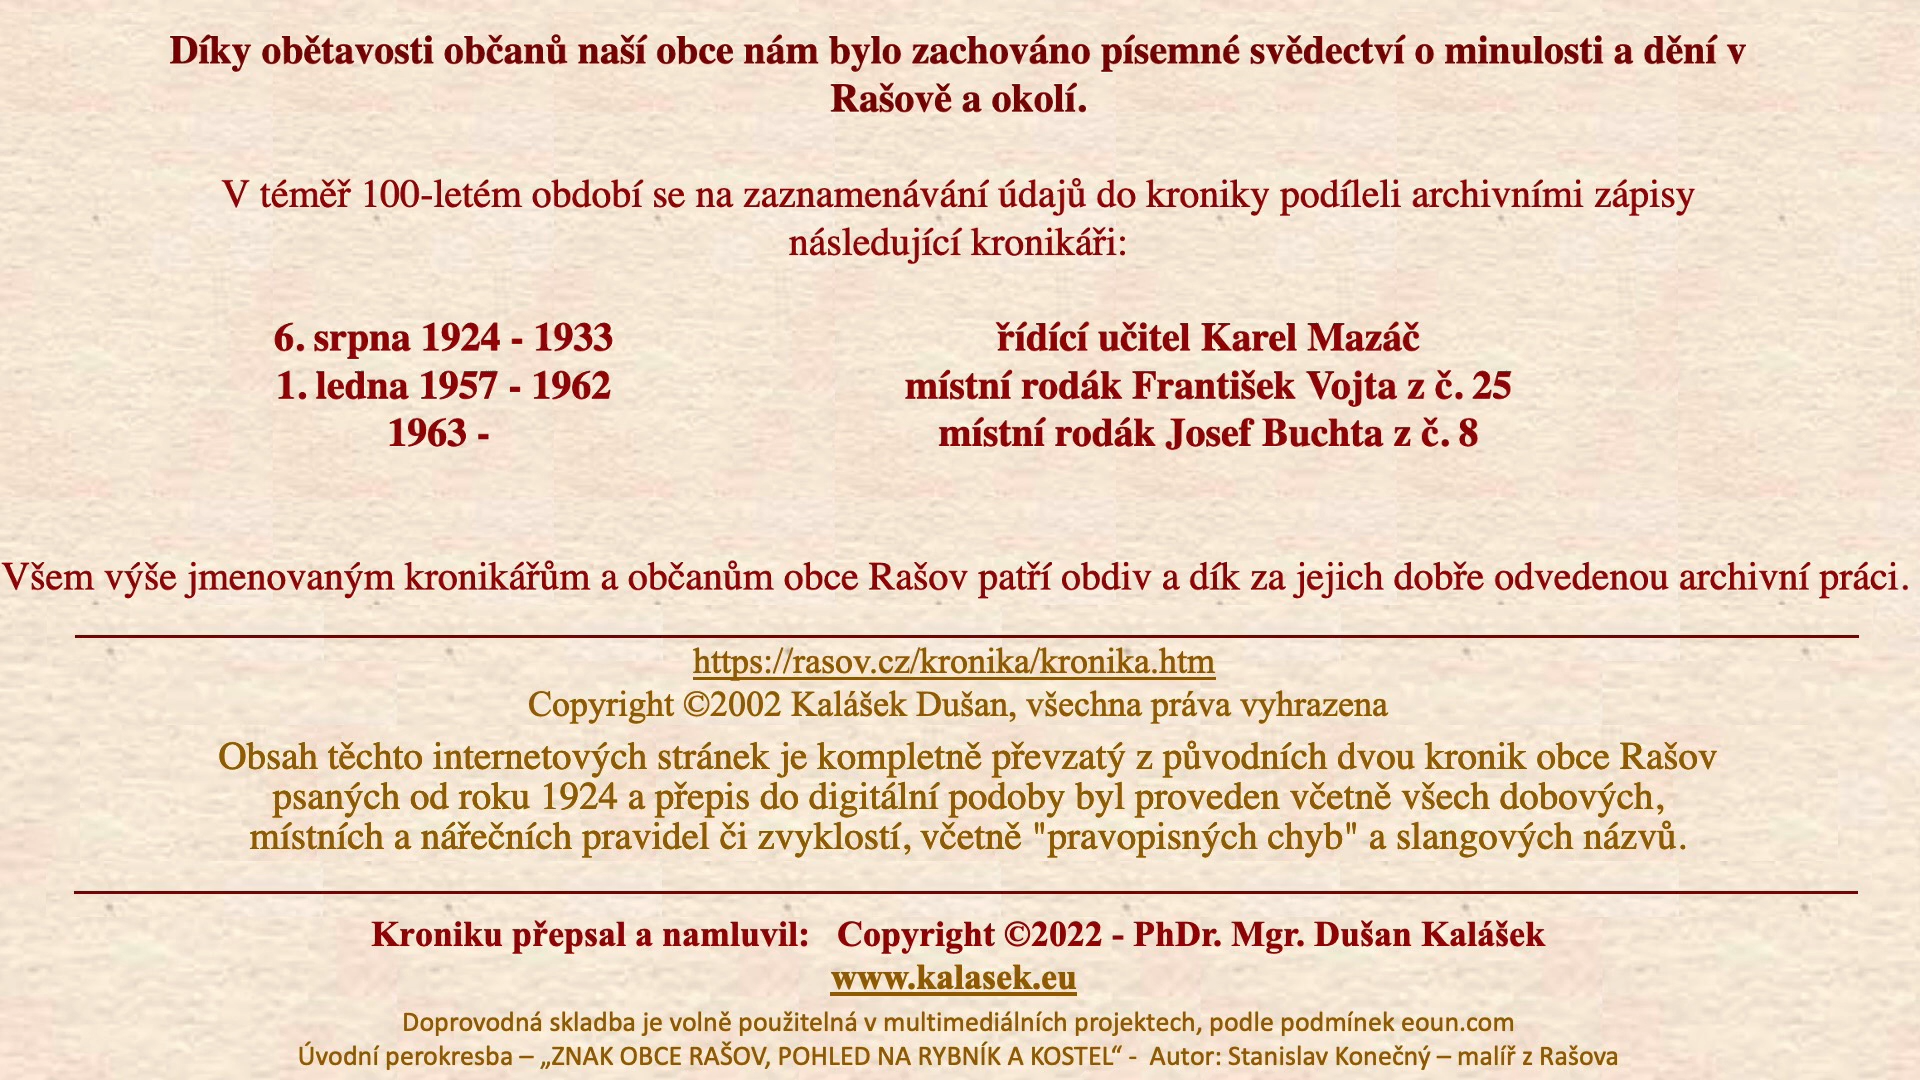 Díky obětavosti občanů naší obce nám bylo zachováno písemné svědectví o minulosti a dění v
Rašově a okolí.
V téměř 100-letém období se na zaznamenávání údajů do kroniky podíleli archivními zápisy
následující kronikáři:
6. srpna 1924 - 1933 řídící učitel Karel Mazáč
1. ledna 1957 - 1962 místní rodák František Vojta z č. 25
1963 - místní rodák Josef Buchta z č. 8
Všem výše jmenovaným kronikářům a občanům obce Rašov patří obdiv a dík za jejich dobře odvedenou archivní práci.
https://rasov.cz/kronika/kronika.htm
Copyright ©2002 Kalášek Dušan, všechna práva vyhrazena
Obsah těchto internetových stránek je kompletně převzatý z původních dvou kronik obce Rašov
psaných od roku 1924 a přepis do digitální podoby byl proveden včetně všech dobových,
místních a nářečních pravidel či zvyklostí, včetně "pravopisných chyb" a slangových názvů.
Kroniku přepsal a namluvil: Copyright ©2022 - PhDr. Mgr. Dušan Kalášek
www.kalasek.eu
Doprovodná skladba je volně použitelná v multimediálních projektech, podle podmínek eoun.com
Úvodní perokresba – „ZNAK OBCE RAŠOV, POHLED NA RYBNÍK A KOSTEL“ - Autor: Stanislav Konečný – malíř z Rašova